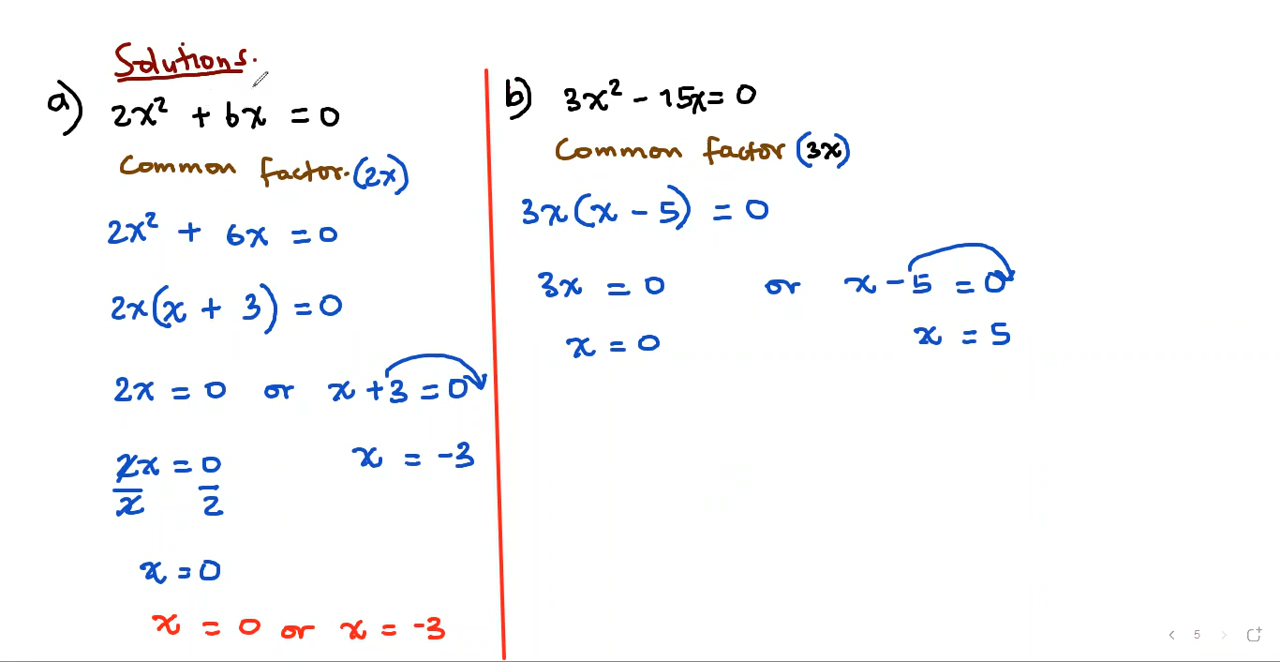 Solutions.
a)
2x² + 6x = 0
Common factor. (2x)
2x² + 6x = 0
2x(x + 3) = 0
2x = 0 or x + 3 = 0
x = -3
2x = 0
2 2
x = 0
x = 0 or x = -3
b) 3x² - 15x = 0
Common factor (3x)
3x(x - 5) = 0
3x = 0 or x - 5 = 0
x = 0 x = 5
5